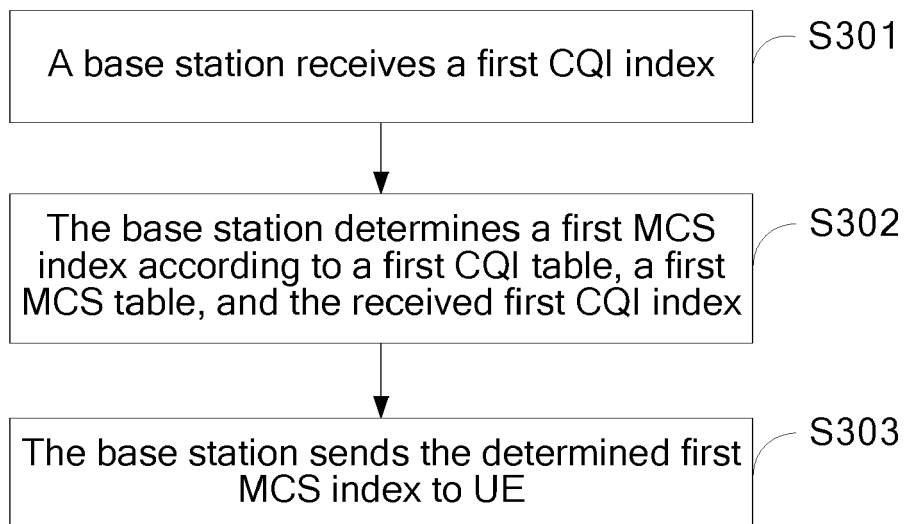 A base station receives a first CQI index
S301
The base station determines a first MCS
index according to a first CQI table, a first
MCS table, and the received first CQI index
S302
The base station sends the determined first
MCS index to UE
S303